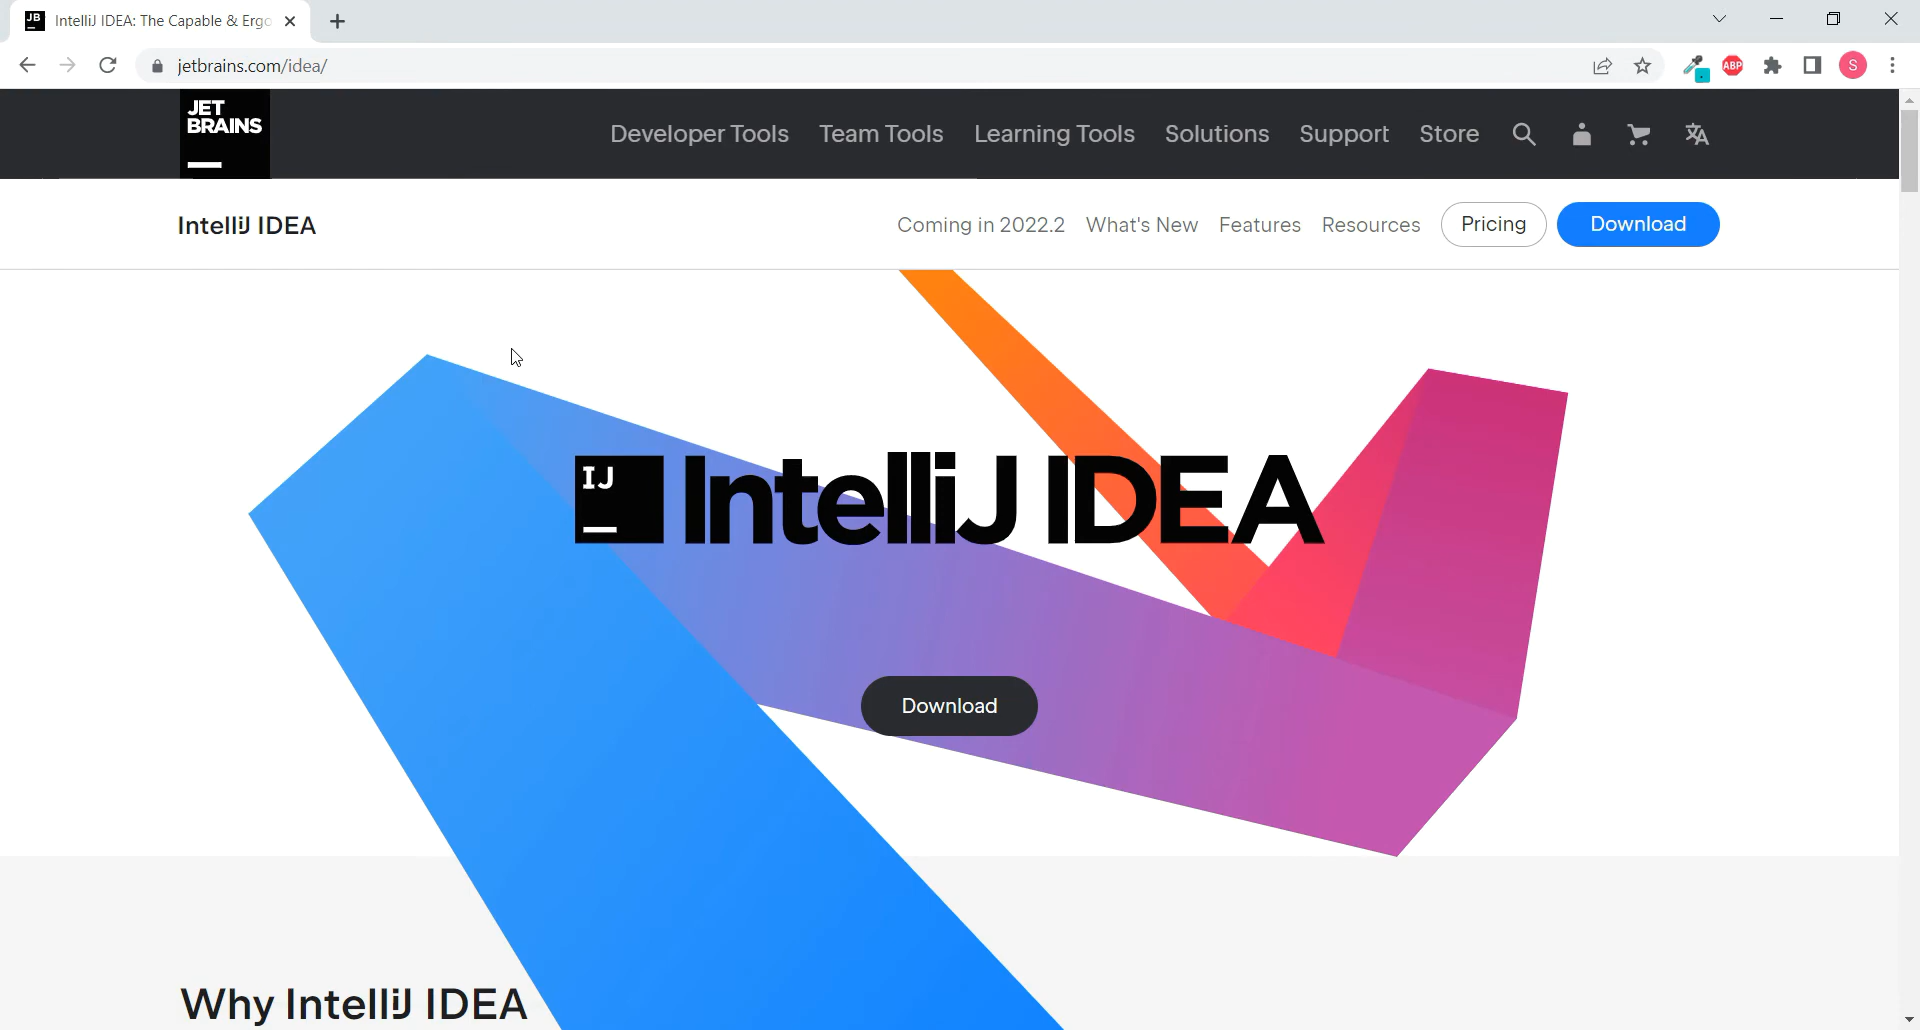 JB
IntelliJ IDEA: The Capable & Ergo
jetbrains.com/idea/
ABP
S
JET
BRAINS
Developer Tools Team Tools Learning Tools Solutions Support Store
IntelliJ IDEA
Coming in 2022.2 What's New Features Resources Pricing Download
IJ
IntelliJ IDEA
Download
Why IntelliJ IDEA